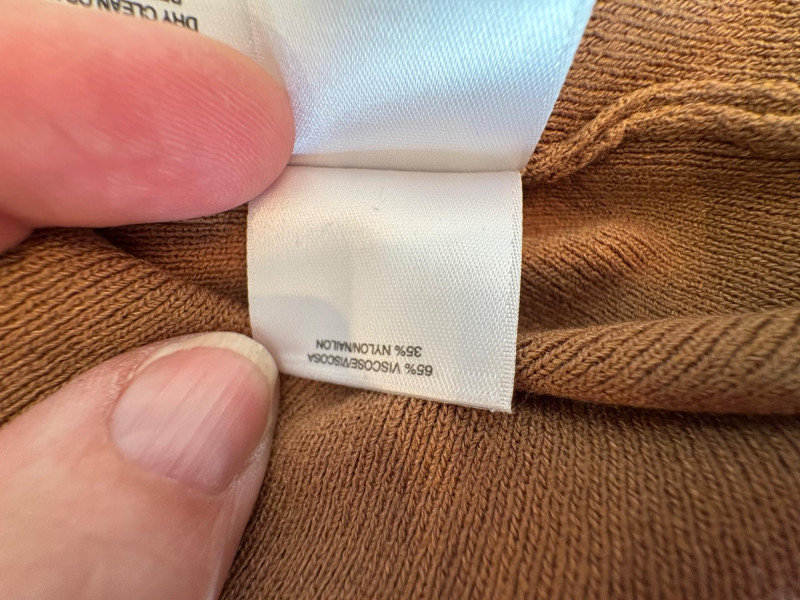 65% VISCOSE/VISCOSA
35% NYLON/NAILON
DRY CLEAN